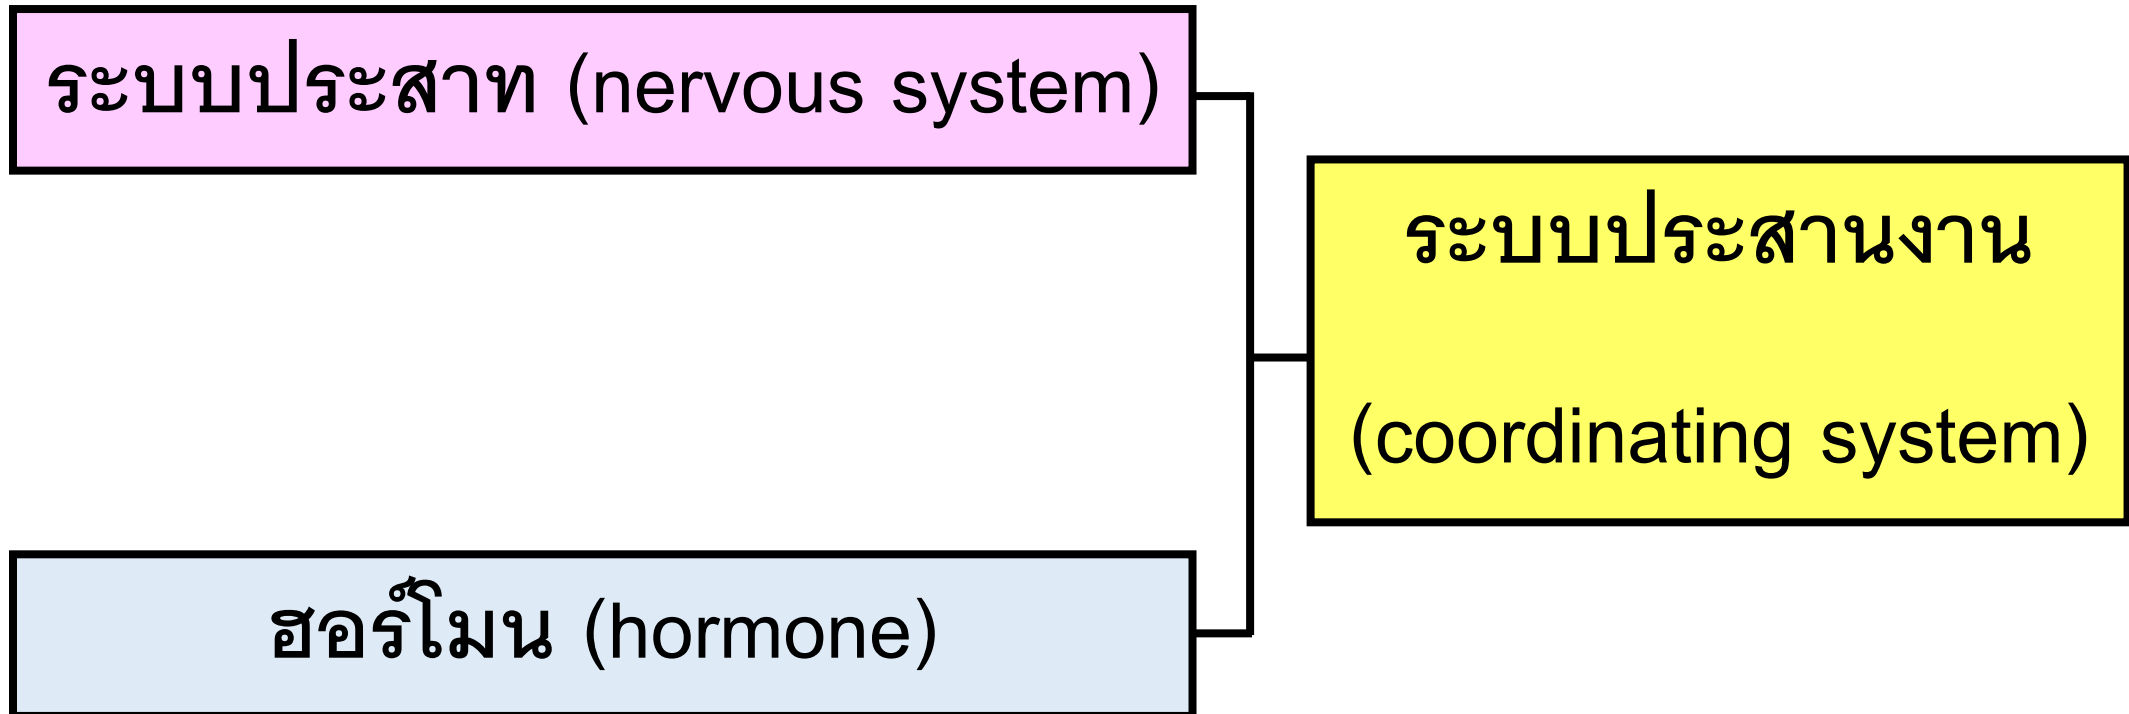 ระบบประสาท (nervous system)
ระบบประสานงาน
(coordinating system)
ฮอร์โมน (hormone)